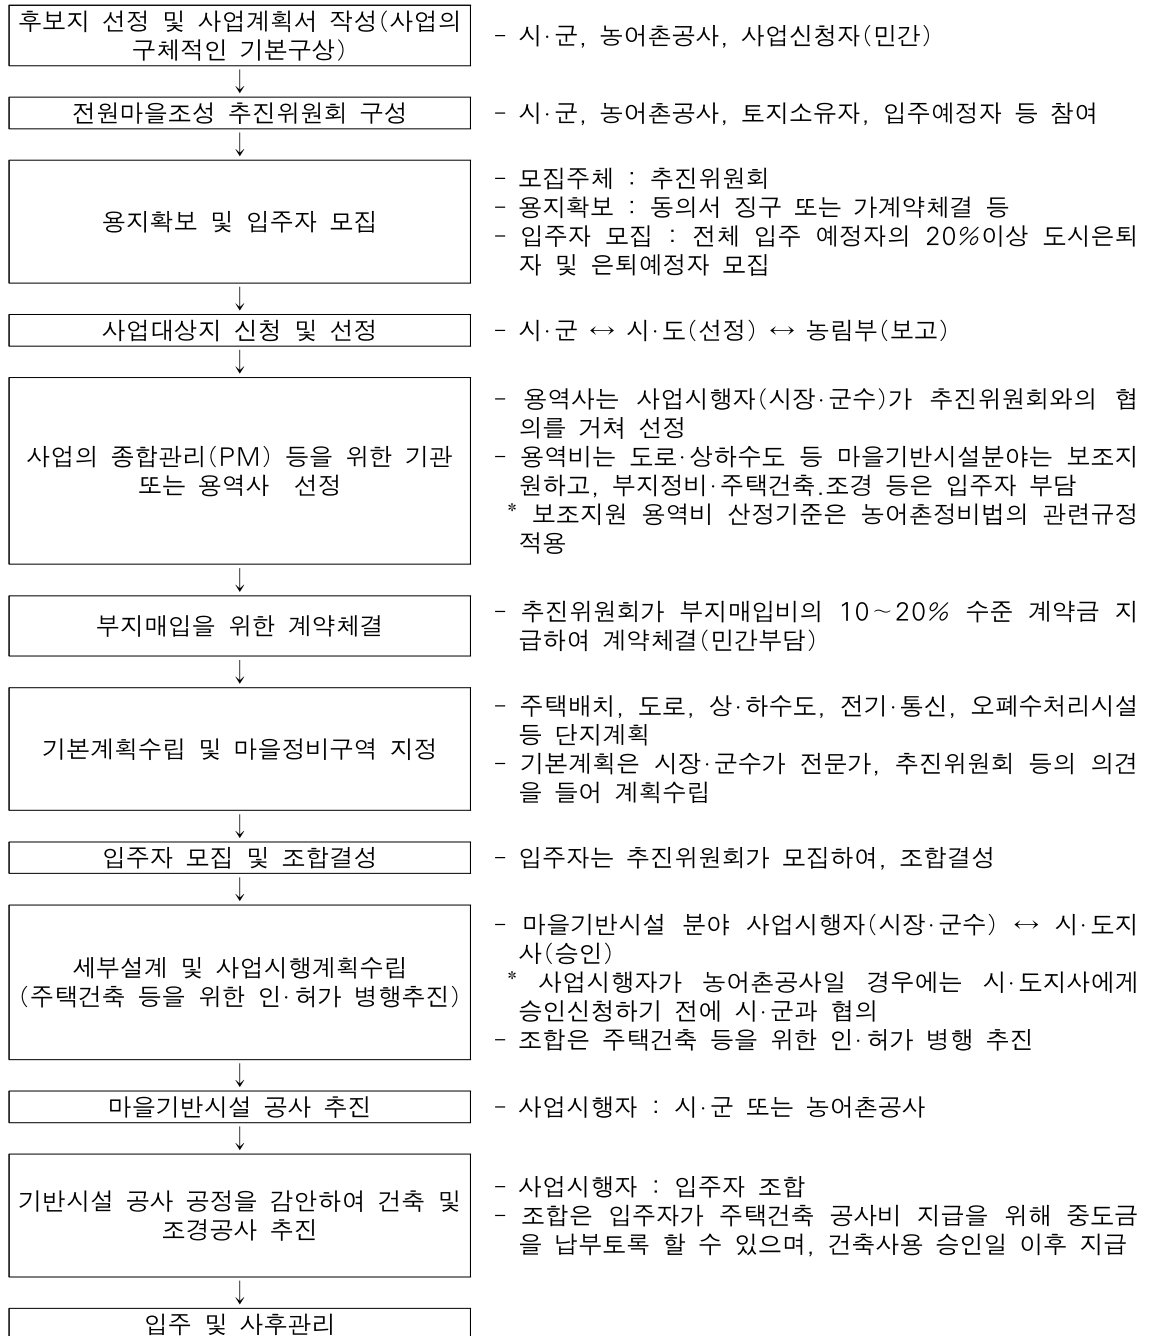 후보지 선정 및 사업계획서 작성(사업의
구체적인 기본구상)
- 시·군, 농어촌공사, 사업신청자(민간)
↓
전원마을조성 추진위원회 구성
- 시·군, 농어촌공사, 토지소유자, 입주예정자 등 참여
↓
용지확보 및 입주자 모집
- 모집주체 : 추진위원회
- 용지확보 : 동의서 징구 또는 가계약체결 등
- 입주자 모집 : 전체 입주 예정자의 20%이상 도시은퇴
자 및 은퇴예정자 모집
↓
사업대상지 신청 및 선정
- 시·군 ↔ 시·도(선정) ↔ 농림부(보고)
↓
사업의 종합관리(PM) 등을 위한 기관
또는 용역사 선정
- 용역사는 사업시행자(시장·군수)가 추진위원회와의 협
의를 거쳐 선정
- 용역비는 도로·상하수도 등 마을기반시설분야는 보조지
원하고, 부지정비·주택건축.조경 등은 입주자 부담
* 보조지원 용역비 산정기준은 농어촌정비법의 관련규정
적용
↓
부지매입을 위한 계약체결
- 추진위원회가 부지매입비의 10~20% 수준 계약금 지
급하여 계약체결(민간부담)
↓
기본계획수립 및 마을정비구역 지정
- 주택배치, 도로, 상·하수도, 전기·통신, 오폐수처리시설
등 단지계획
- 기본계획은 시장·군수가 전문가, 추진위원회 등의 의견
을 들어 계획수립
↓
입주자 모집 및 조합결성
- 입주자는 추진위원회가 모집하여, 조합결성
↓
세부설계 및 사업시행계획수립
(주택건축 등을 위한 인·허가 병행추진)
- 마을기반시설 분야 사업시행자(시장·군수) ↔ 시·도지
사(승인)
* 사업시행자가 농어촌공사일 경우에는 시·도지사에게
승인신청하기 전에 시·군과 협의
- 조합은 주택건축 등을 위한 인·허가 병행 추진
↓
마을기반시설 공사 추진
- 사업시행자 : 시·군 또는 농어촌공사
↓
기반시설 공사 공정을 감안하여 건축 및
조경공사 추진
- 사업시행자 : 입주자 조합
- 조합은 입주자가 주택건축 공사비 지급을 위해 중도금
을 납부토록 할 수 있으며, 건축사용 승인일 이후 지급
↓
입주 및 사후관리